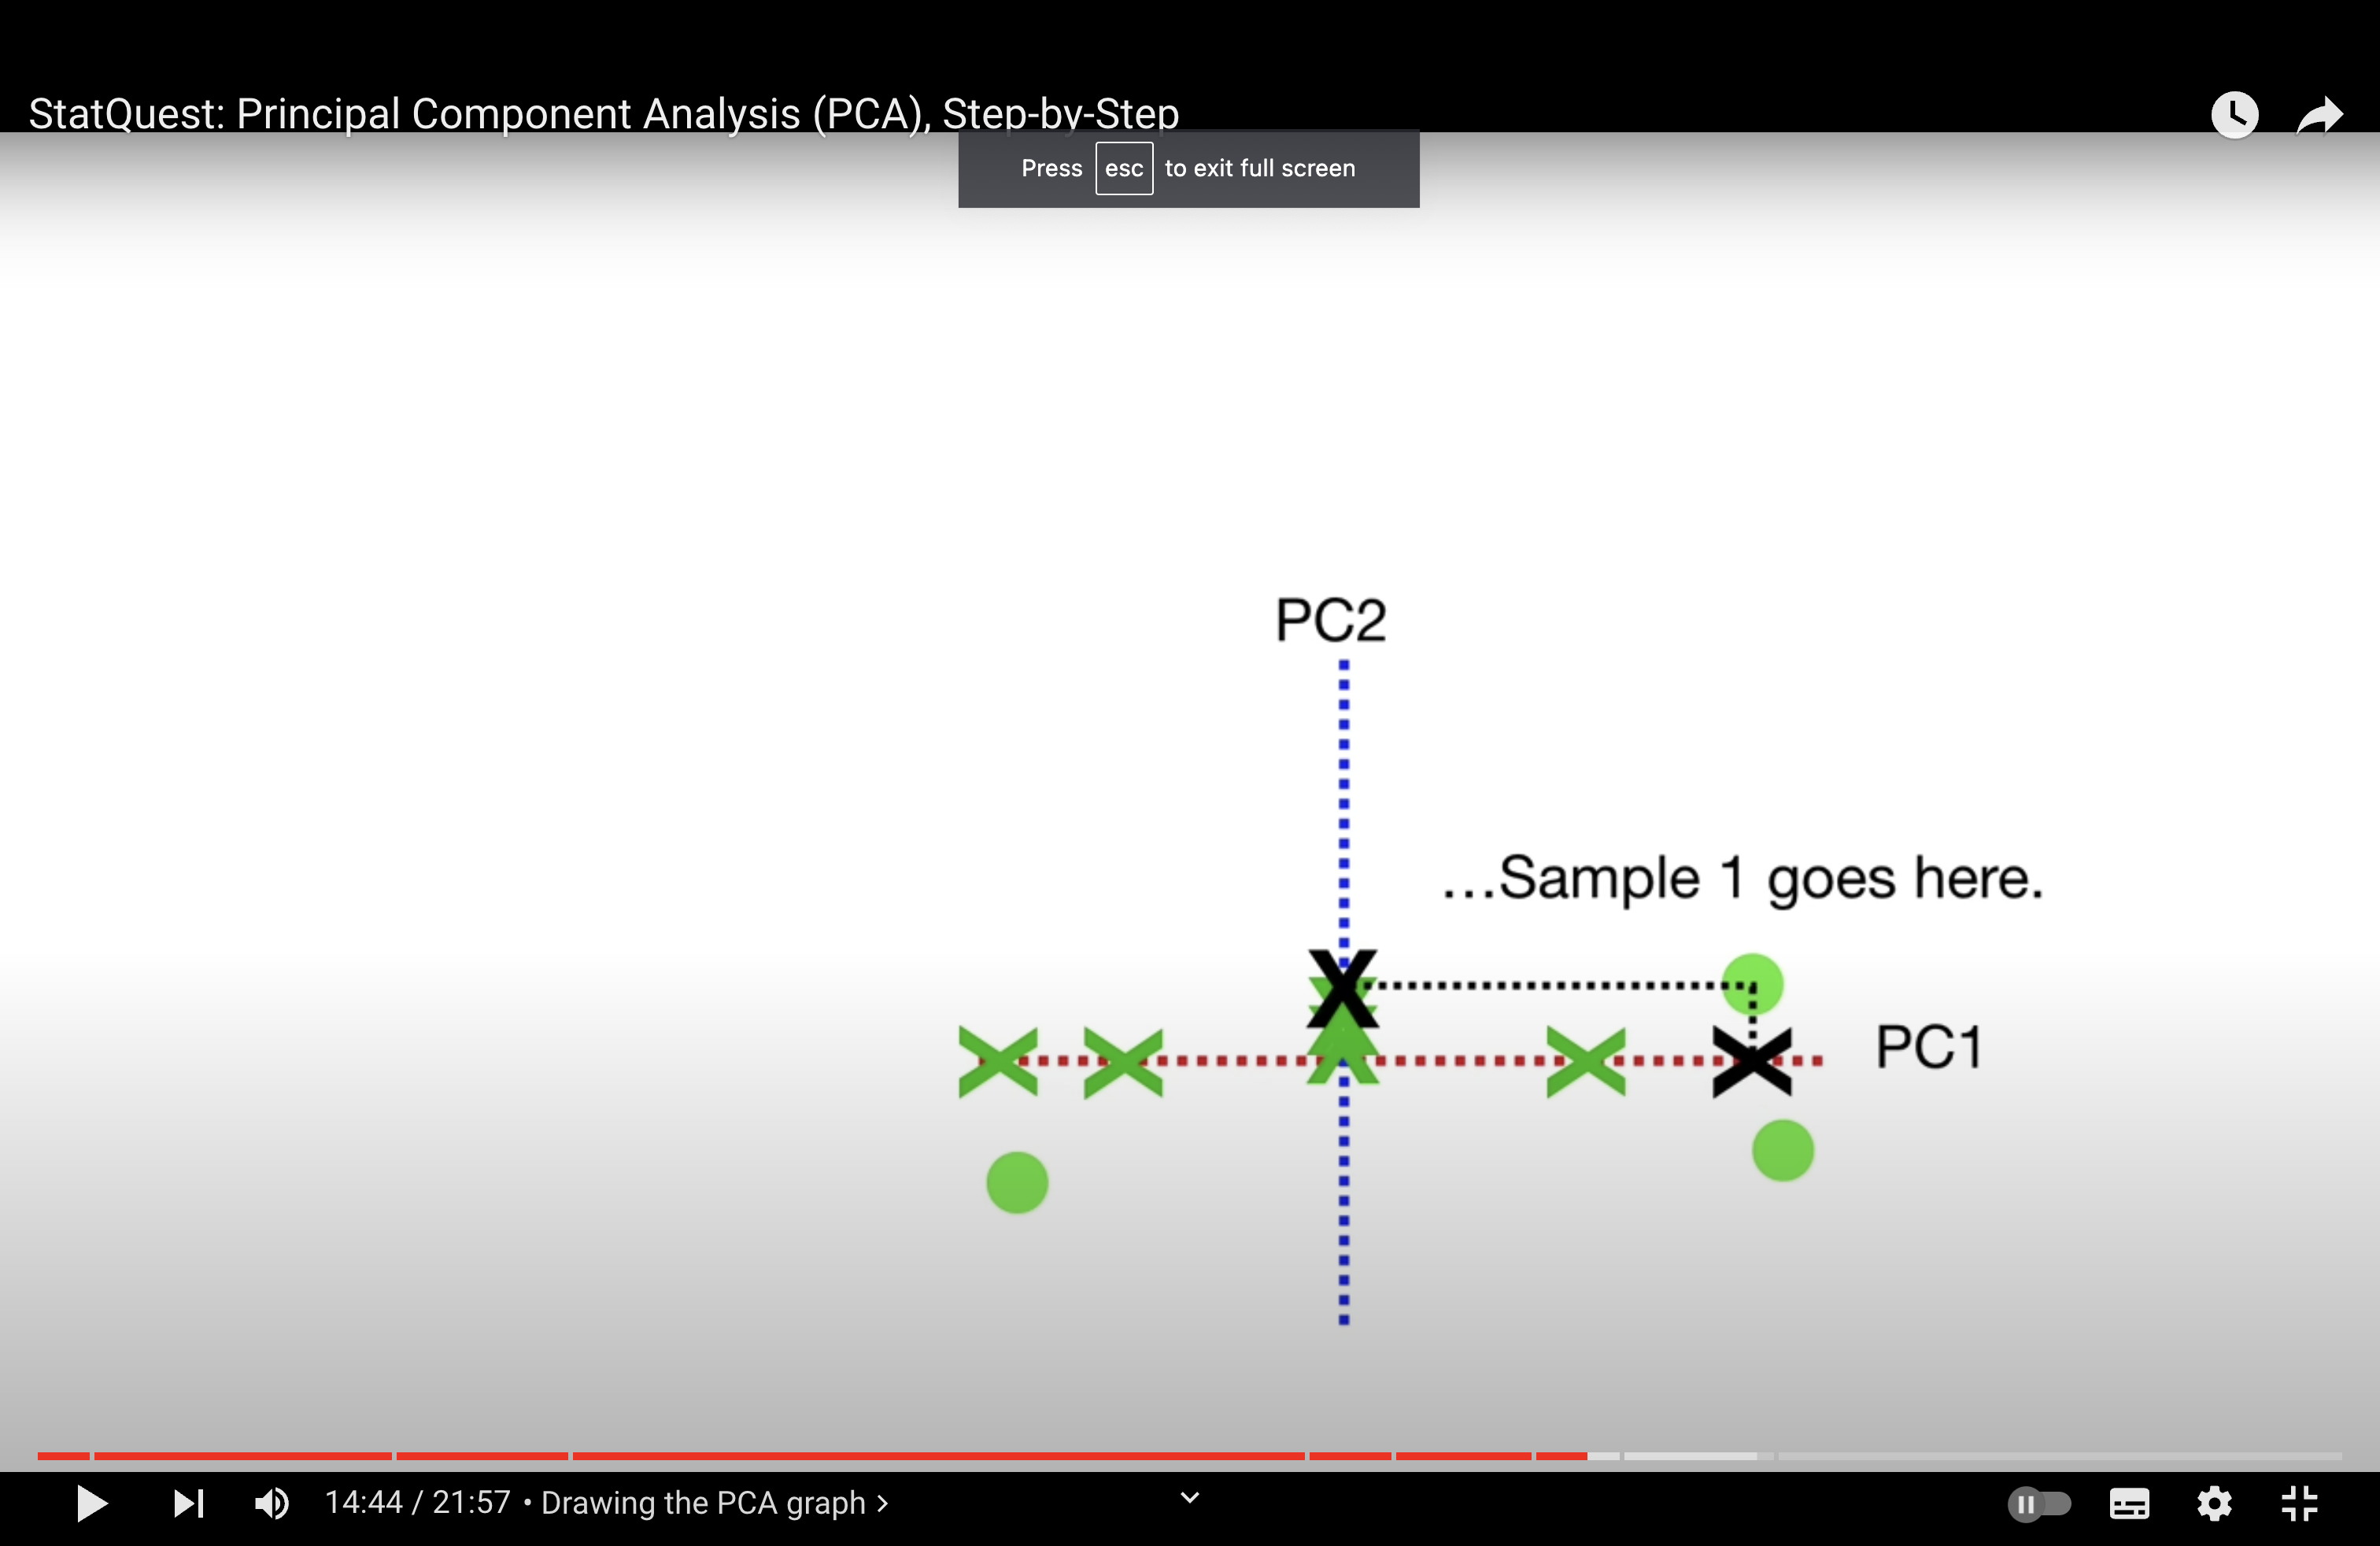 StatQuest: Principal Component Analysis (PCA), Step-by-Step
Press esc to exit full screen
PC2
...Sample 1 goes here.
PC1
14:44 / 21:57 • Drawing the PCA graph